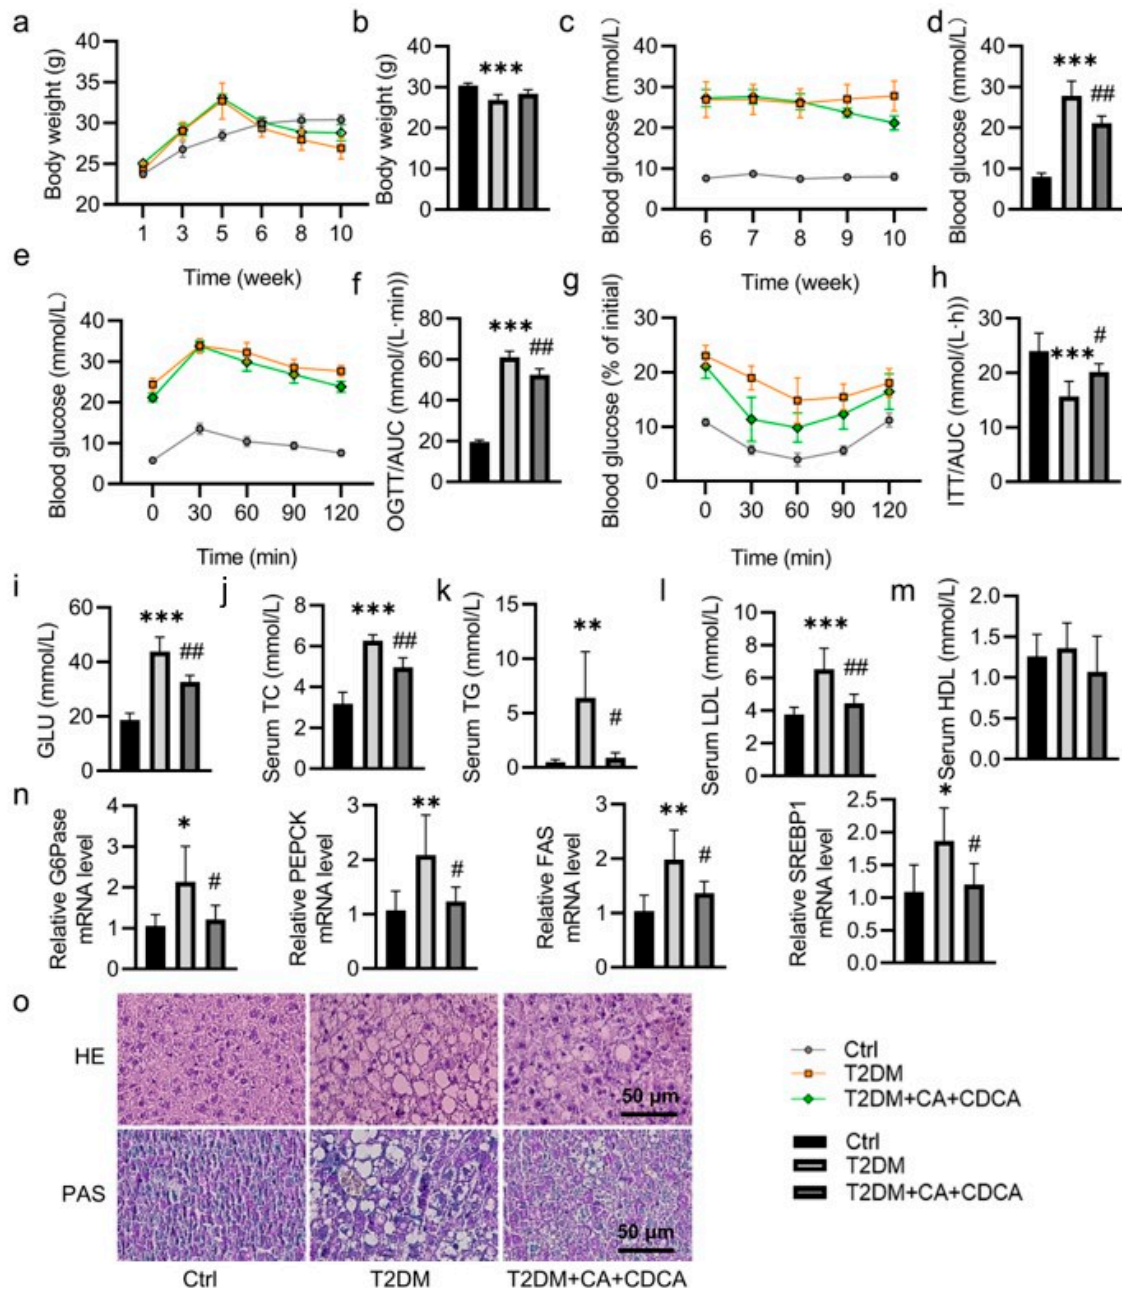 a
Body weight (g)
40
35
30
25
20
1 3 5 6 8 10
Time (week)
b
Body weight (g)
40
30
20
10
0
***
c
Blood glucose (mmol/L)
40
30
20
10
0
6 7 8 9 10
Time (week)
d
Blood glucose (mmol/L)
40
30
20
10
0
***
##
e
Blood glucose (mmol/L)
40
30
20
10
0
0 30 60 90 120
Time (min)
f
OGTT/AUC (mmol/(L·min))
80
60
40
20
0
***
##
g
Blood glucose (% of initial)
30
20
10
0
0 30 60 90 120
Time (min)
h
ITT/AUC (mmol/(L·h))
30
20
10
0
***
#
i
GLU (mmol/L)
60
40
20
0
***
##
j
Serum TC (mmol/L)
8
6
4
2
0
***
##
k
Serum TG (mmol/L)
15
10
5
0
**
#
l
Serum LDL (mmol/L)
10
8
6
4
2
0
***
##
m
Serum HDL (mmol/L)
2.0
1.5
1.0
0.5
0.0
n
Relative G6Pase
mRNA level
4
3
2
1
0
*
#
Relative PEPCK
mRNA level
3
2
1
0
**
#
Relative FAS
mRNA level
3
2
1
0
**
#
Relative SREBP1
mRNA level
2.5
2.0
1.5
1.0
0.5
0.0
*
#
o
HE
50 µm
PAS
50 µm
Ctrl T2DM T2DM+CA+CDCA
Ctrl
T2DM
T2DM+CA+CDCA
Ctrl
T2DM
T2DM+CA+CDCA